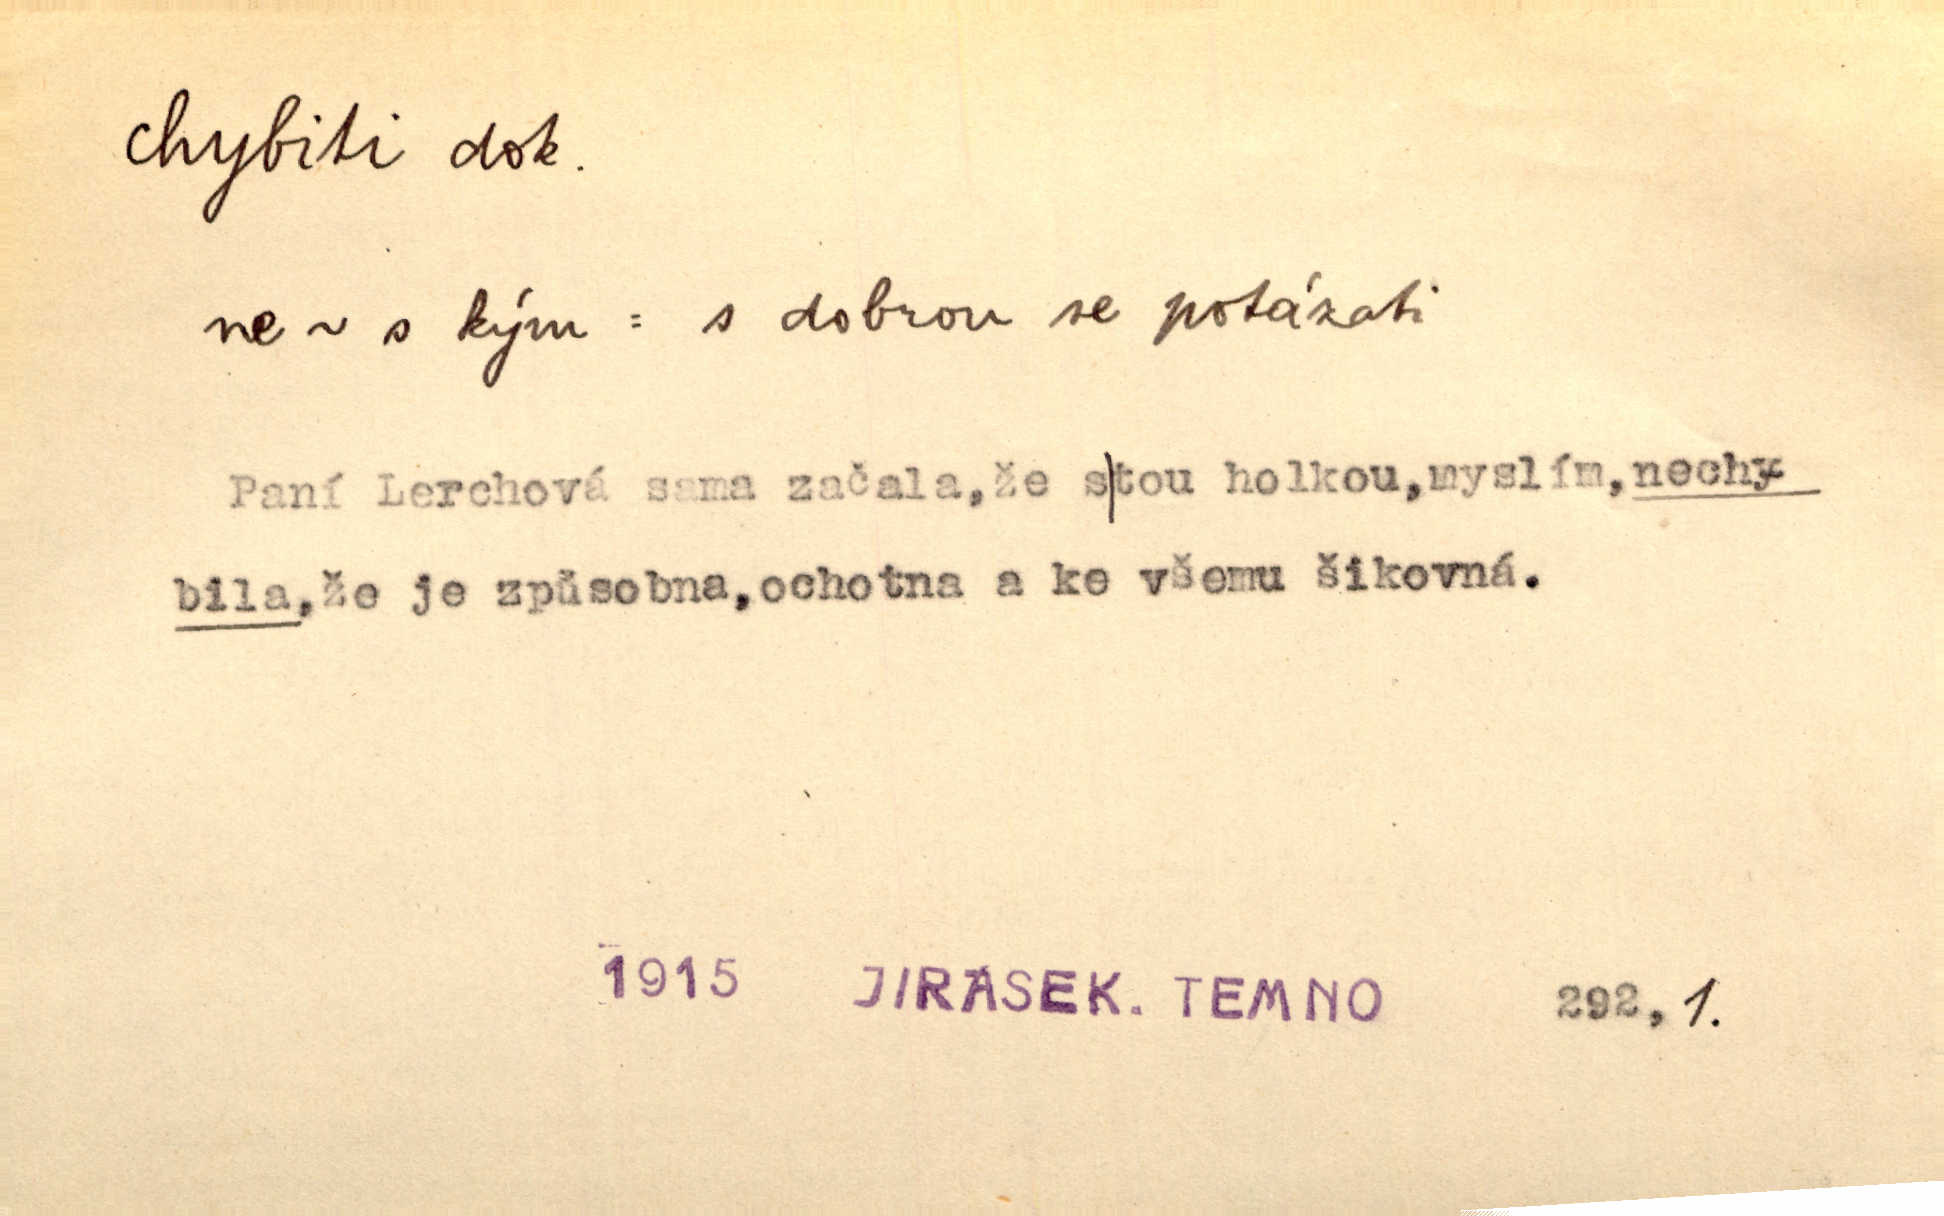 chybiti dok.
ne ~ s kým = s dobrou se potázati
Paní Lerchová sama začala,že s|tou holkou,myslím,nechy
bila,že je způsobna,ochotna a ke všemu šikovná.
1915 JIRÁSEK. TEMNO 292, 1.